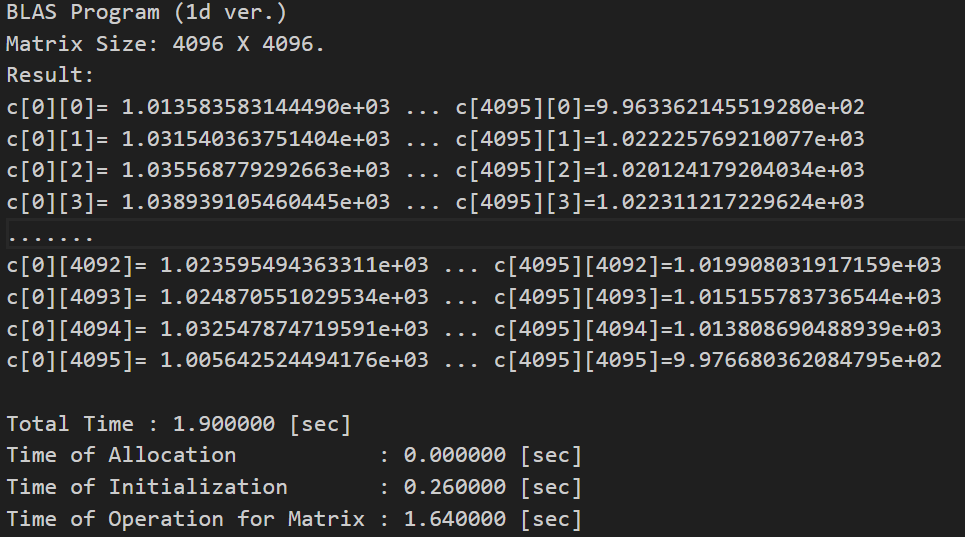 BLAS Program (1d ver.)
Matrix Size: 4096 X 4096.
Result:
c[0][0]= 1.013583583144490e+03 ... c[4095][0]=9.963362145519280e+02
c[0][1]= 1.031540363751404e+03 ... c[4095][1]=1.022225769210077e+03
c[0][2]= 1.035568779292663e+03 ... c[4095][2]=1.020124179204034e+03
c[0][3]= 1.038939105460445e+03 ... c[4095][3]=1.022311217229624e+03
.......
c[0][4092]= 1.023595494363311e+03 ... c[4095][4092]=1.019908031917159e+03
c[0][4093]= 1.024870551029534e+03 ... c[4095][4093]=1.015155783736544e+03
c[0][4094]= 1.032547874719591e+03 ... c[4095][4094]=1.013808690488939e+03
c[0][4095]= 1.005642524494176e+03 ... c[4095][4095]=9.976680362084795e+02
Total Time : 1.900000 [sec]
Time of Allocation           : 0.000000 [sec]
Time of Initialization       : 0.260000 [sec]
Time of Operation for Matrix : 1.640000 [sec]